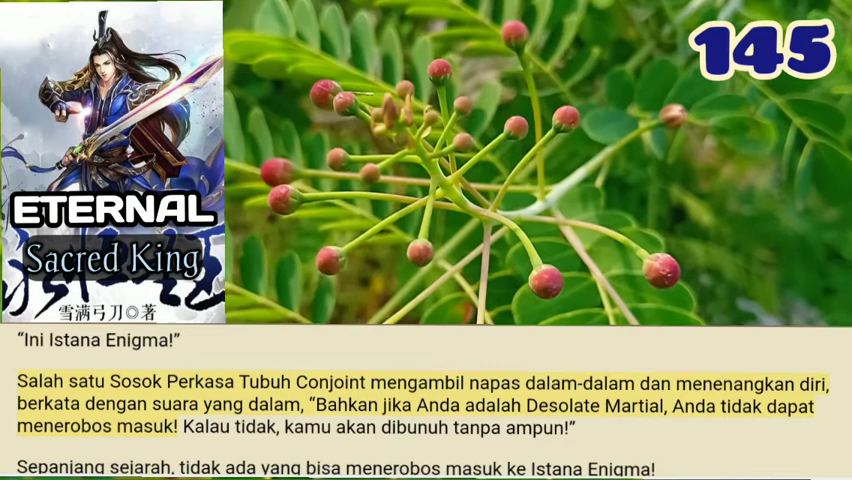 145
ETERNAL
Sacred King
雪满弓刀◎著
“Ini Istana Enigma!”
Salah satu Sosok Perkasa Tubuh Conjoint mengambil napas dalam-dalam dan menenangkan diri,
berkata dengan suara yang dalam, “Bahkan jika Anda adalah Desolate Martial, Anda tidak dapat
menerobos masuk! Kalau tidak, kamu akan dibunuh tanpa ampun!”
Sepanjang sejarah, tidak ada yang bisa menerobos masuk ke Istana Enigma!